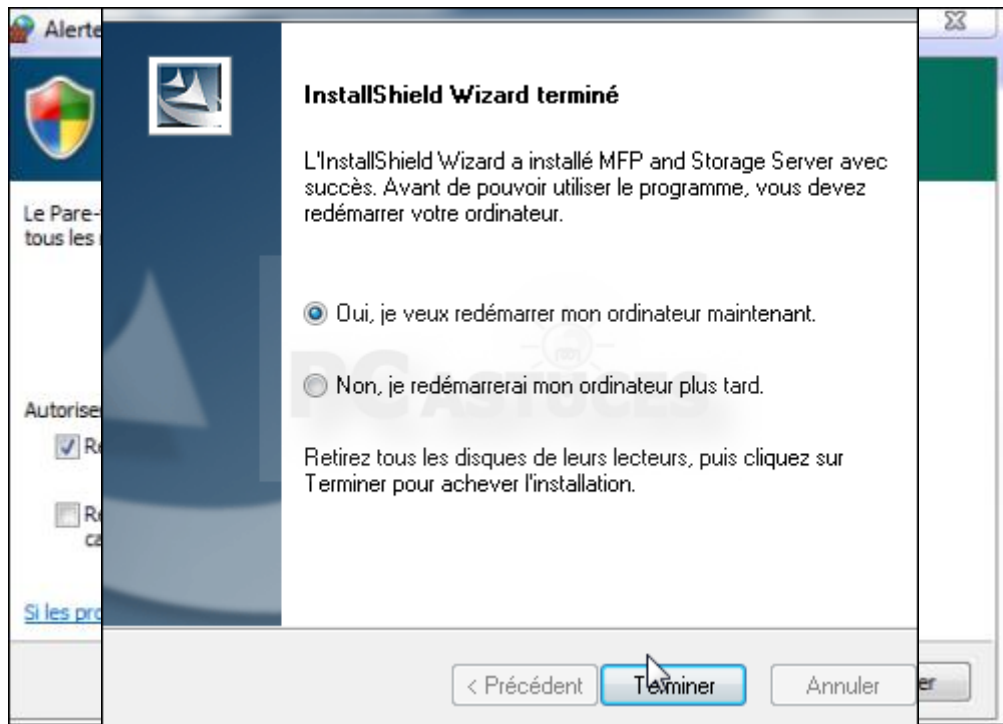 Alerte
InstallShield Wizard terminé
L'InstallShield Wizard a installé MFP and Storage Server avec
succès. Avant de pouvoir utiliser le programme, vous devez
redémarrer votre ordinateur.
Le Pare-
tous les
Oui, je veux redémarrer mon ordinateur maintenant.
PC ASTUCES
Non, je redémarrerai mon ordinateur plus tard.
Autorise
Retirez tous les disques de leurs lecteurs, puis cliquez sur
Terminer pour achever l'installation.
Si les pro
< Précédent
Terminer
Annuler